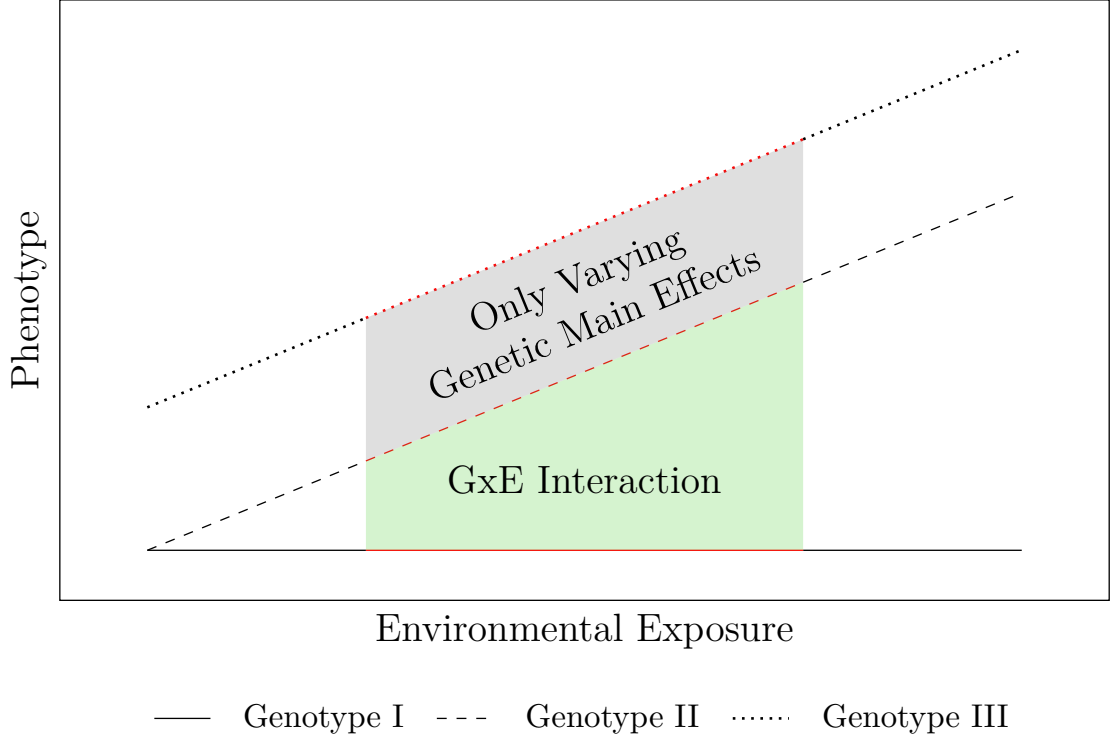 Phenotype
Only Varying
Genetic Main Effects
GxE Interaction
Environmental Exposure
Genotype I
Genotype II
Genotype III